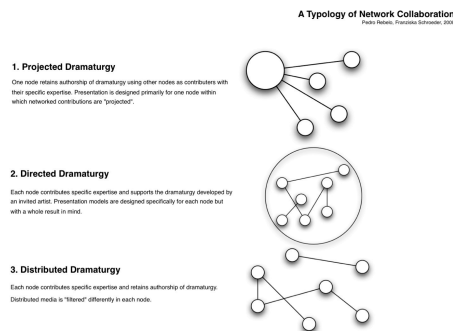 A Typology of Network Collaboration
Pedro Rebelo, Franziska Schroeder, 200
1. Projected Dramaturgy
One node retains authorship of dramaturgy using other nodes as contributers with
their specific expertise. Presentation is designed primarily for one node within
which networked contributions are "projected".
2. Directed Dramaturgy
Each node contributes specific expertise and supports the dramaturgy developed by
an invited artist. Presentation models are designed specifically for each node but
with a whole result in mind.
3. Distributed Dramaturgy
Each node contributes specific expertise and retains authorship of dramaturgy.
Distributed media is "filtered" differently in each node.